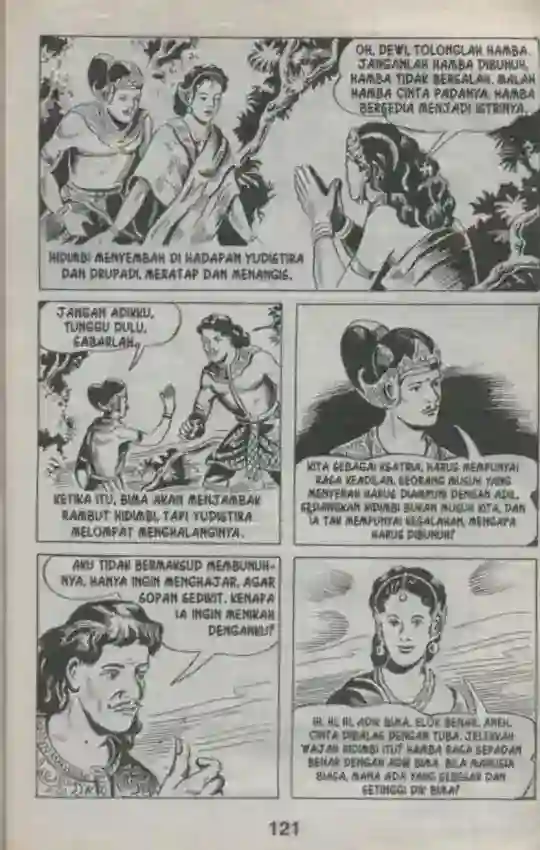 OH, DEWI, TOLONGLAH HAMBA.
JANGANLAH HAMBA DIBUNUH.
HAMBA TIDAK BERSALAH. MALAH
HAMBA CINTA PADANYA. HAMBA
BERSEDIA MENJADI ISTRINYA.
HIDIMBI MENYEMBAH DI HADAPAN YUDISTIRA
DAN DRUPADI. MERATAP DAN MENANGIS.
JANGAN ADIKKU,
TUNGGU DULU,
SABARLAH.
KETIKA ITU, BIMA AKAN MENJAMBAK
RAMBUT HIDIMBI, TAPI YUDISTIRA
MELOMPAT MENGHALANGINYA.
KITA SEBAGAI KSATRIA, HARUS MEMPUNYAI
RASA KEADILAN. SEORANG MUSUH YANG
MENYERAH HARUS DIAMPUNI DENGAN ADIL.
SEDANGKAN HIDIMBI BUKAN MUSUH KITA, DAN
IA TAK MEMPUNYAI KESALAHAN, MENGAPA
HARUS DIBUNUH?
AKU TIDAK BERMAKSUD MEMBUNUH-
NYA. HANYA INGIN MENGHAJAR, AGAR
SOPAN SEDIKIT. KENAPA
IA INGIN MENIKAH
DENGANKU?
IH, HI, HI, ADIK BIMA. ELOK BENAR. ANEH.
CINTA DIBALAS DENGAN TUBA. JELEKKAH
WAJAH HIDIMBI ITU? HAMBA RASA SEPADAN
BENAR DENGAN ADIK BIMA. BILA MANUSIA
BIASA, MANA ADA YANG SEBESAR DAN
SETINGGI DIK BIMA?
121